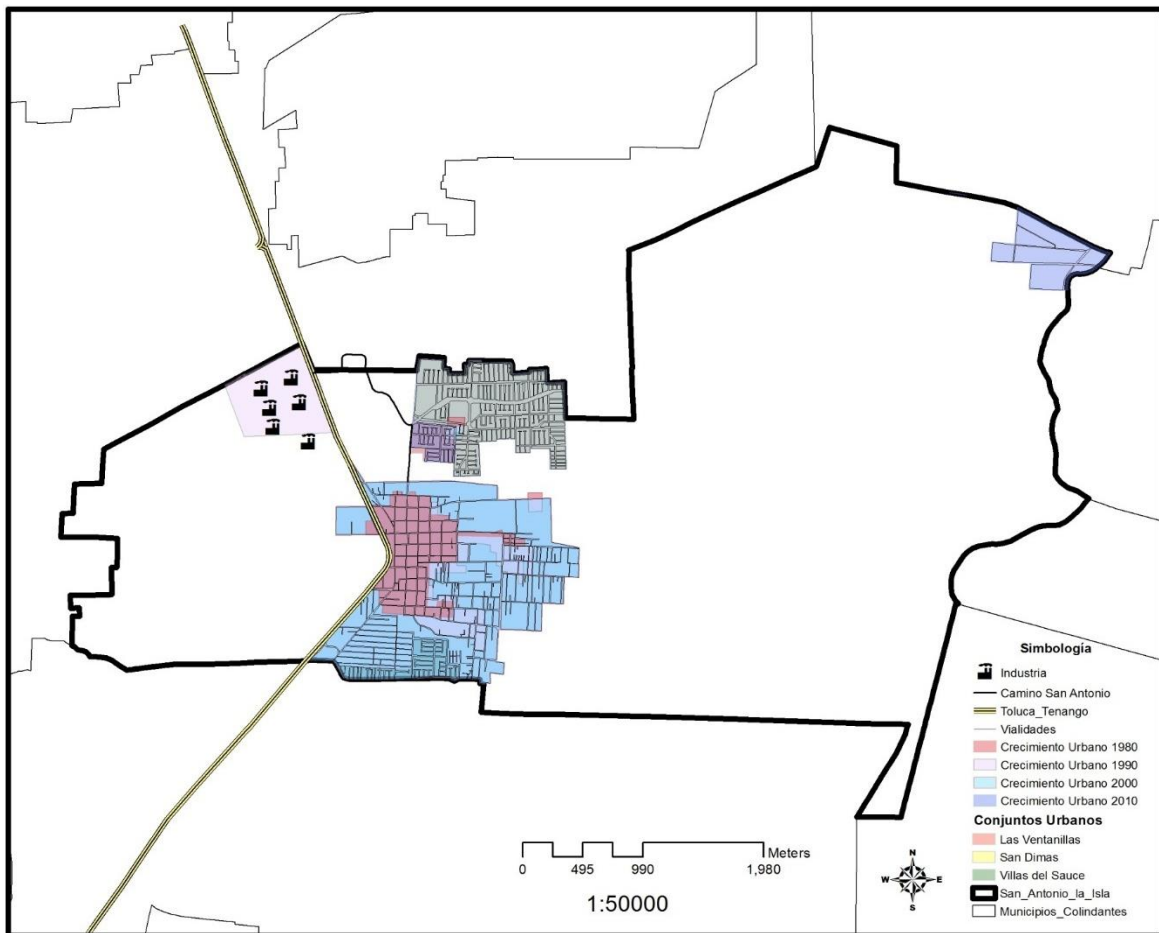 Simbología
Industria
Camino San Antonio
Toluca_Tenango
Vialidades
Crecimiento Urbano 1980
Crecimiento Urbano 1990
Crecimiento Urbano 2000
Crecimiento Urbano 2010
Conjuntos Urbanos
Las Ventanillas
San Dimas
Villas del Sauce
San_Antonio_la_Isla
Municipios_Colindantes
Meters
0 495 990 1,980
1:50000
N
W E
S